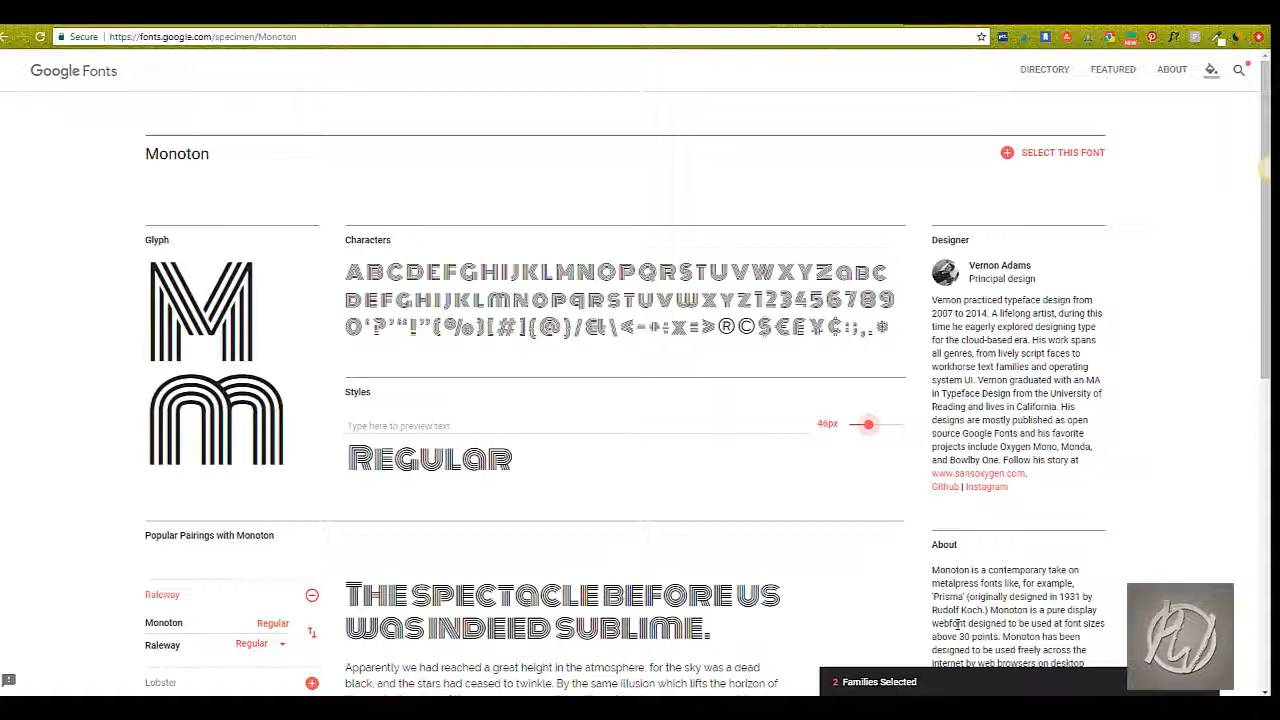 Secure https://fonts.google.com/specimen/Monoton
NEW
Google Fonts
DIRECTORY FEATURED ABOUT
Monoton
SELECT THIS FONT
Glyph
M
m
Characters
ABCDEFGHIJKLMNOPQRSTUVWXYZabc
defghijklmnopqrstuvwxyz123456789
0‘?’“!”(%)[#]{@}/&\<-+÷×=>®©$€£¥¢:;,.*
Styles
Type here to preview text
46px
Regular
Popular Pairings with Monoton
Raleway
Monoton Regular
Raleway Regular
Lobster
The spectacle before us
was indeed sublime.
Apparently we had reached a great height in the atmosphere, for the sky was a dead
black, and the stars had ceased to twinkle. By the same illusion which lifts the horizon of
Designer
Vernon Adams
Principal design
Vernon practiced typeface design from
2007 to 2014. A lifelong artist, during this
time he eagerly explored designing type
for the cloud-based era. His work spans
all genres, from lively script faces to
workhorse text families and operating
system UI. Vernon graduated with an MA
in Typeface Design from the University of
Reading and lives in California. His
designs are mostly published as open
source Google Fonts and his favorite
projects include Oxygen Mono, Monda,
and Bowlby One. Follow his story at
www.sansoxygen.com.
Github | Instagram
About
Monoton is a contemporary take on
metalpress fonts like, for example,
'Prisma' (originally designed in 1931 by
Rudolf Koch.) Monoton is a pure display
webfont designed to be used at font sizes
above 30 points. Monoton has been
designed to be used freely across the
internet by web browsers on desktop
2 Families Selected